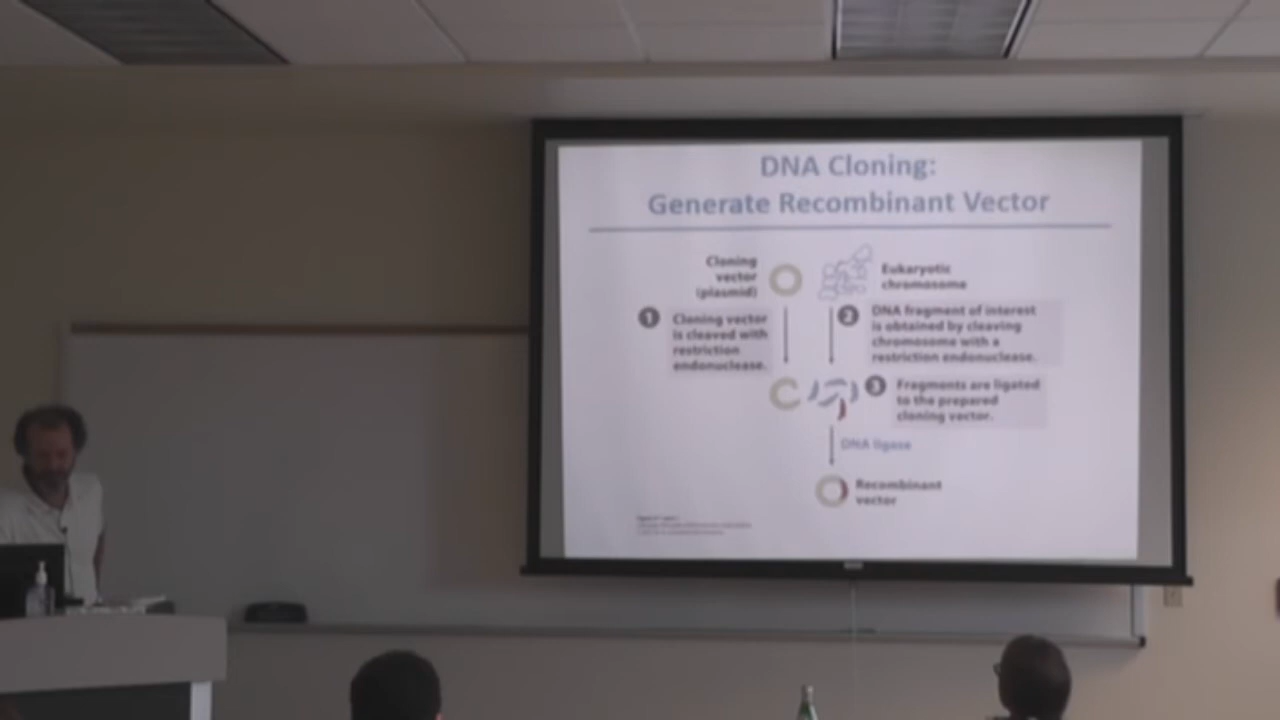 DNA Cloning:
Generate Recombinant Vector
Cloning
vector
(plasmid)
Eukaryotic
chromosome
1
Cloning vector
is cleaved with
restriction
endonuclease.
2
DNA fragment of interest
is obtained by cleaving
chromosome with a
restriction endonuclease.
3
Fragments are ligated
to the prepared
cloning vector.
DNA ligase
Recombinant
vector